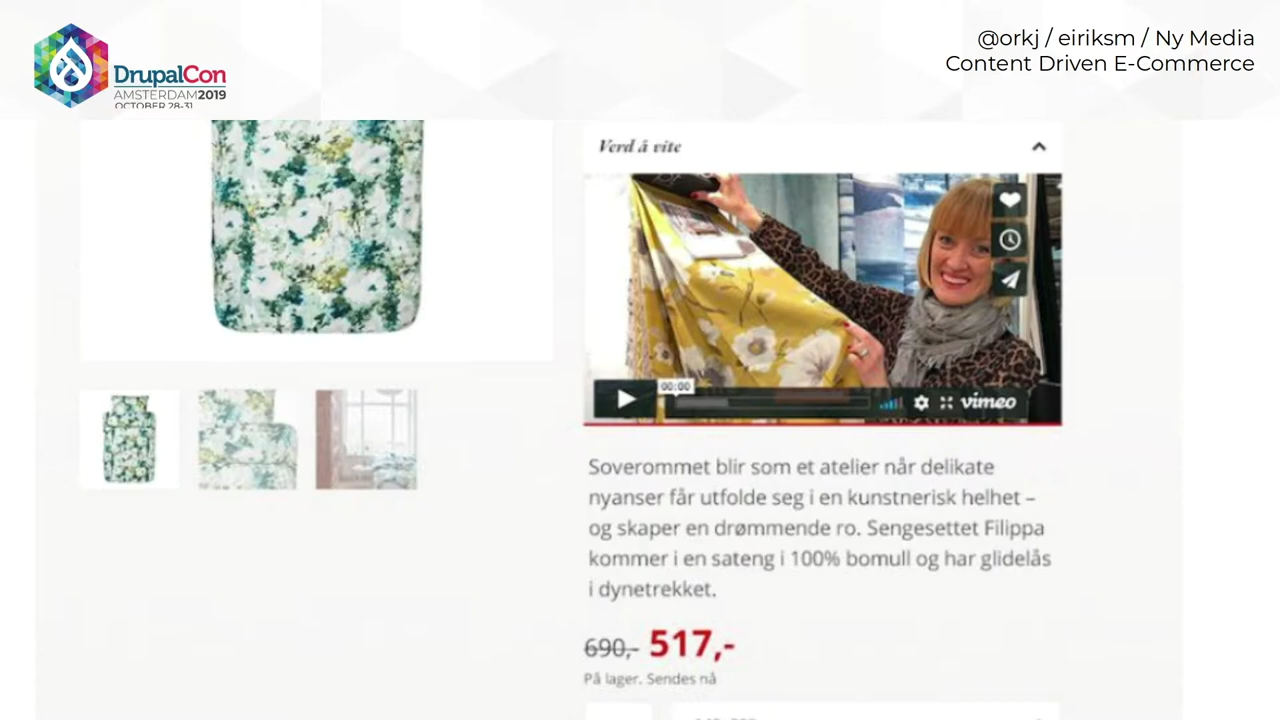 DrupalCon
AMSTERDAM2019
OCTOBER 28-31
@orkj / eiriksm / Ny Media
Content Driven E-Commerce
Verd å vite
00:00
vimeo
Soverommet blir som et atelier når delikate
nyanser får utfolde seg i en kunstnerisk helhet –
og skaper en drømmende ro. Sengesettet Filippa
kommer i en sateng i 100% bomull og har glidelås
i dynetrekket.
690,- 517,-
På lager. Sendes nå